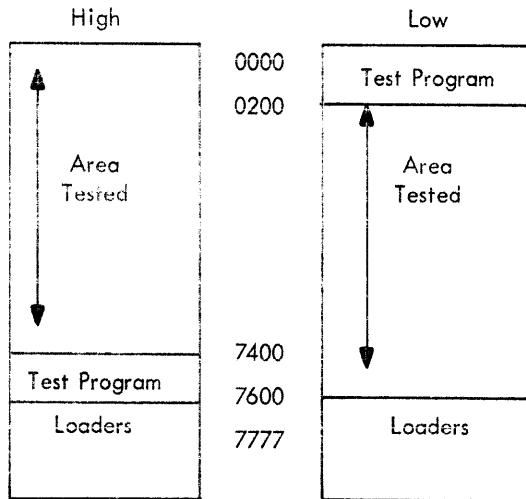 High
Low
0000
Test Program
0200
Area
Tested
Area
Tested
7400
Test Program
7600
Loaders
Loaders
7777